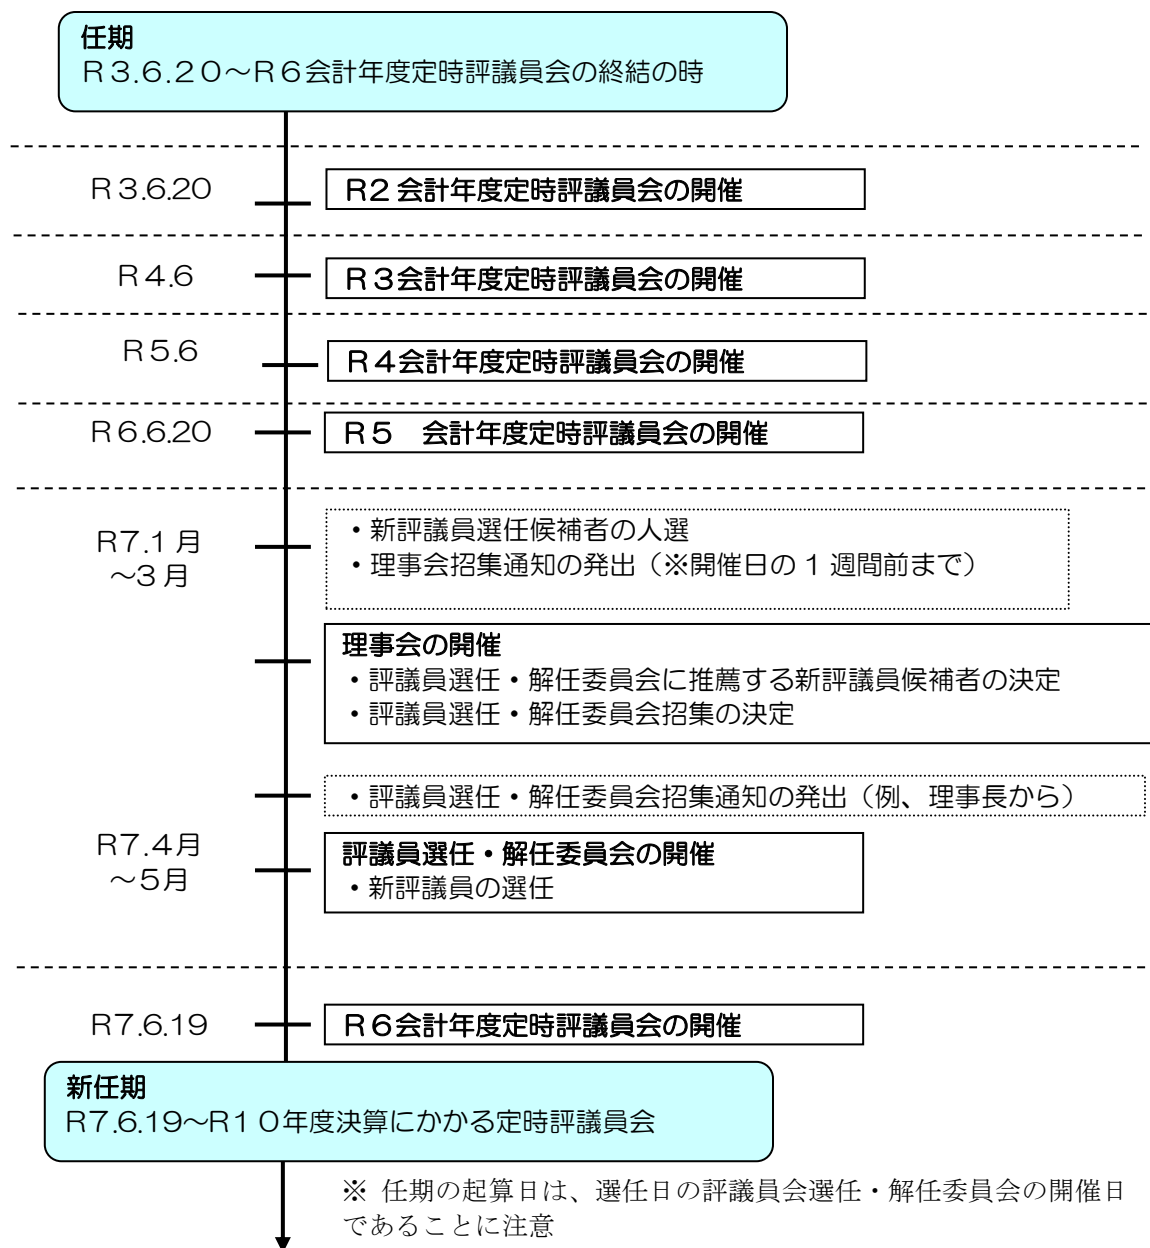 任期
Ｒ３.６.２０～Ｒ６会計年度定時評議員会の終結の時
Ｒ３.６.２０
Ｒ２会計年度定時評議員会の開催
Ｒ４.６
Ｒ３会計年度定時評議員会の開催
Ｒ５.６
Ｒ４会計年度定時評議員会の開催
Ｒ６.６.２０
Ｒ５　会計年度定時評議員会の開催
Ｒ７.１月
～３月
・新評議員選任候補者の人選
・理事会招集通知の発出（※開催日の１週間前まで）
理事会の開催
・評議員選任・解任委員会に推薦する新評議員候補者の決定
・評議員選任・解任委員会招集の決定
・評議員選任・解任委員会招集通知の発出（例、理事長から）
Ｒ７.４月
～５月
評議員選任・解任委員会の開催
・新評議員の選任
Ｒ７.６.１９
Ｒ６会計年度定時評議員会の開催
新任期
Ｒ７.６.１９～Ｒ１０年度決算にかかる定時評議員会
※ 任期の起算日は、選任日の評議員会選任・解任委員会の開催日
であることに注意